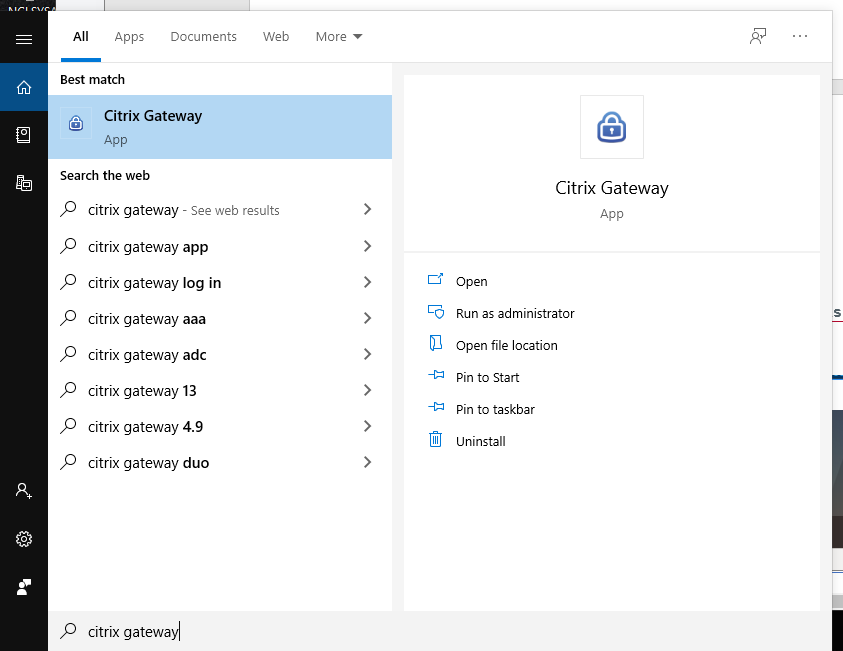 All Apps Documents Web More
Best match
Citrix Gateway
App
Search the web
citrix gateway - See web results
citrix gateway app
citrix gateway log in
citrix gateway aaa
citrix gateway adc
citrix gateway 13
citrix gateway 4.9
citrix gateway duo
Citrix Gateway
App
Open
Run as administrator
Open file location
Pin to Start
Pin to taskbar
Uninstall
citrix gateway